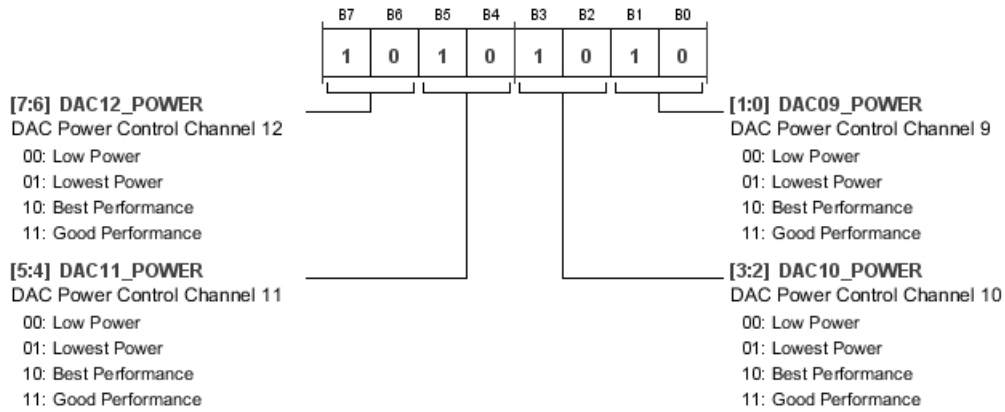 B7 B6 B5 B4 B3 B2 B1 B0
1 0 1 0 1 0 1 0
[7:6] DAC12_POWER
DAC Power Control Channel 12
00: Low Power
01: Lowest Power
10: Best Performance
11: Good Performance
[5:4] DAC11_POWER
DAC Power Control Channel 11
00: Low Power
01: Lowest Power
10: Best Performance
11: Good Performance
[1:0] DAC09_POWER
DAC Power Control Channel 9
00: Low Power
01: Lowest Power
10: Best Performance
11: Good Performance
[3:2] DAC10_POWER
DAC Power Control Channel 10
00: Low Power
01: Lowest Power
10: Best Performance
11: Good Performance